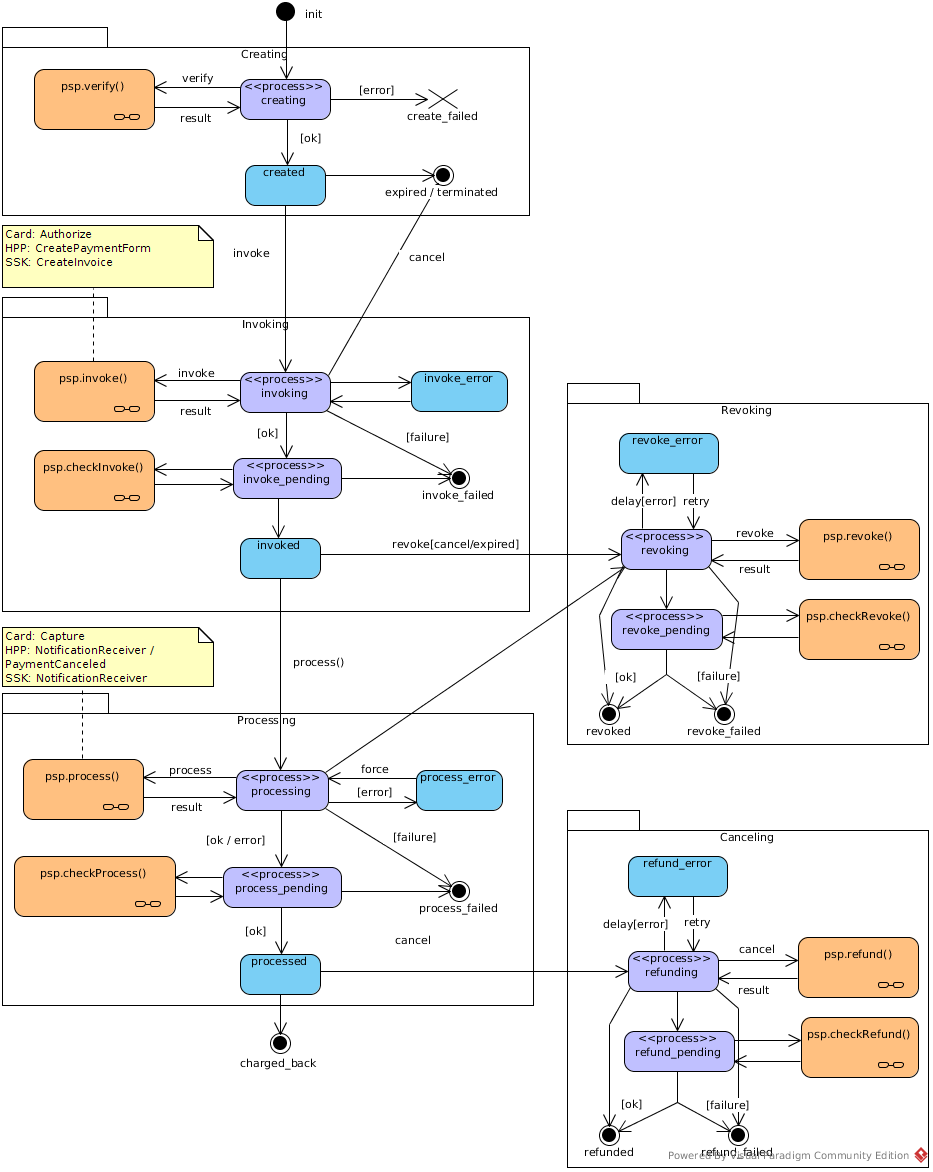 init
Creating
psp.verify()
verify
result
<<process>>
creating
[error]
create_failed
[ok]
created
expired / terminated
Card: Authorize
HPP: CreatePaymentForm
SSK: CreateInvoice
invoke
cancel
Invoking
psp.invoke()
invoke
result
<<process>>
invoking
invoke_error
[ok]
[failure]
psp.checkInvoke()
<<process>>
invoke_pending
invoke_failed
invoked
revoke[cancel/expired]
Revoking
revoke_error
delay[error]
retry
<<process>>
revoking
revoke
result
psp.revoke()
<<process>>
revoke_pending
psp.checkRevoke()
[ok]
[failure]
revoked
revoke_failed
Card: Capture
HPP: NotificationReceiver /
PaymentCanceled
SSK: NotificationReceiver
process()
Processing
psp.process()
process
result
<<process>>
processing
force
[error]
process_error
[ok / error]
[failure]
psp.checkProcess()
<<process>>
process_pending
process_failed
[ok]
cancel
processed
charged_back
Canceling
refund_error
delay[error]
retry
<<process>>
refunding
cancel
result
psp.refund()
<<process>>
refund_pending
psp.checkRefund()
[ok]
[failure]
refunded
refund_failed
Powered By Visual Paradigm Community Edition